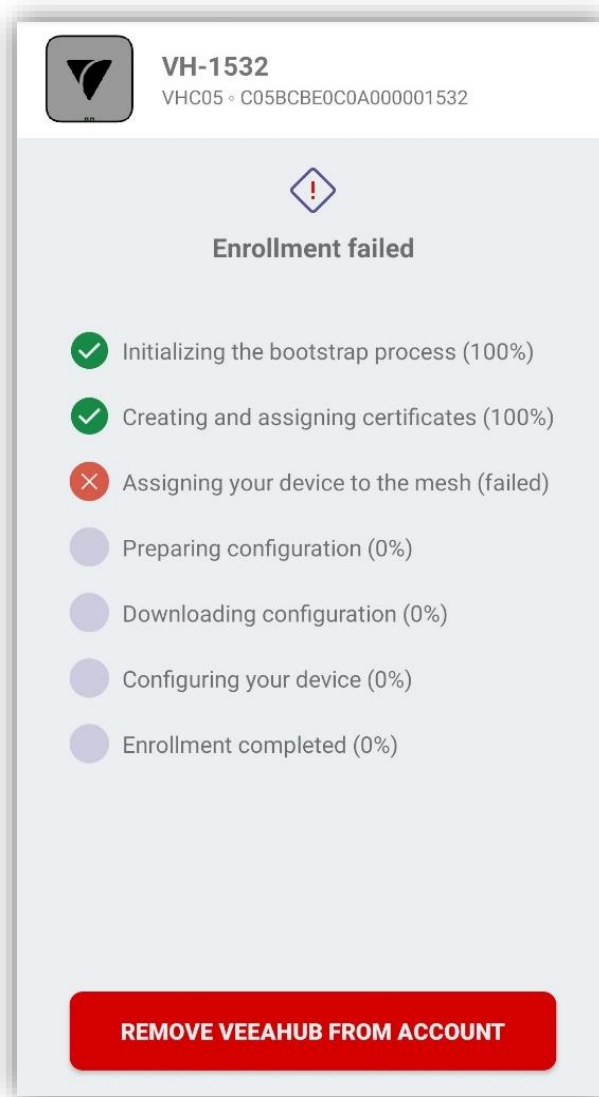 VH-1532
VHC05 ◦ C05BCBE0C0A000001532
Enrollment failed
Initializing the bootstrap process (100%)
Creating and assigning certificates (100%)
Assigning your device to the mesh (failed)
Preparing configuration (0%)
Downloading configuration (0%)
Configuring your device (0%)
Enrollment completed (0%)
REMOVE VEEAHUB FROM ACCOUNT